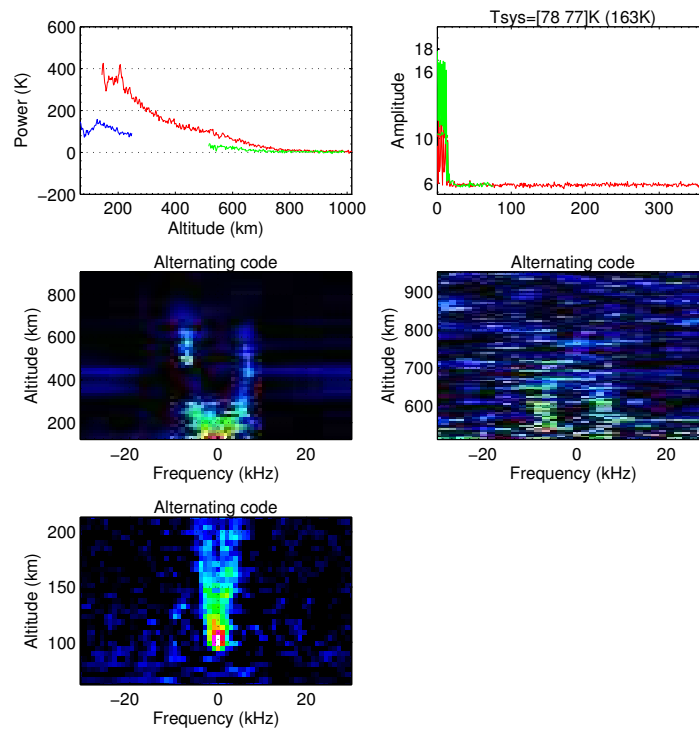 Tsys=[78 77]K (163K)
600
400
200
0
−200
Power (K)
200 400 600 800 1000
Altitude (km)
18
16
10
6
Amplitude
0 100 200 300
Alternating code
800
600
400
200
Altitude (km)
−20 0 20
Frequency (kHz)
Alternating code
900
800
700
600
Altitude (km)
−20 0 20
Frequency (kHz)
Alternating code
200
150
100
Altitude (km)
−20 0 20
Frequency (kHz)